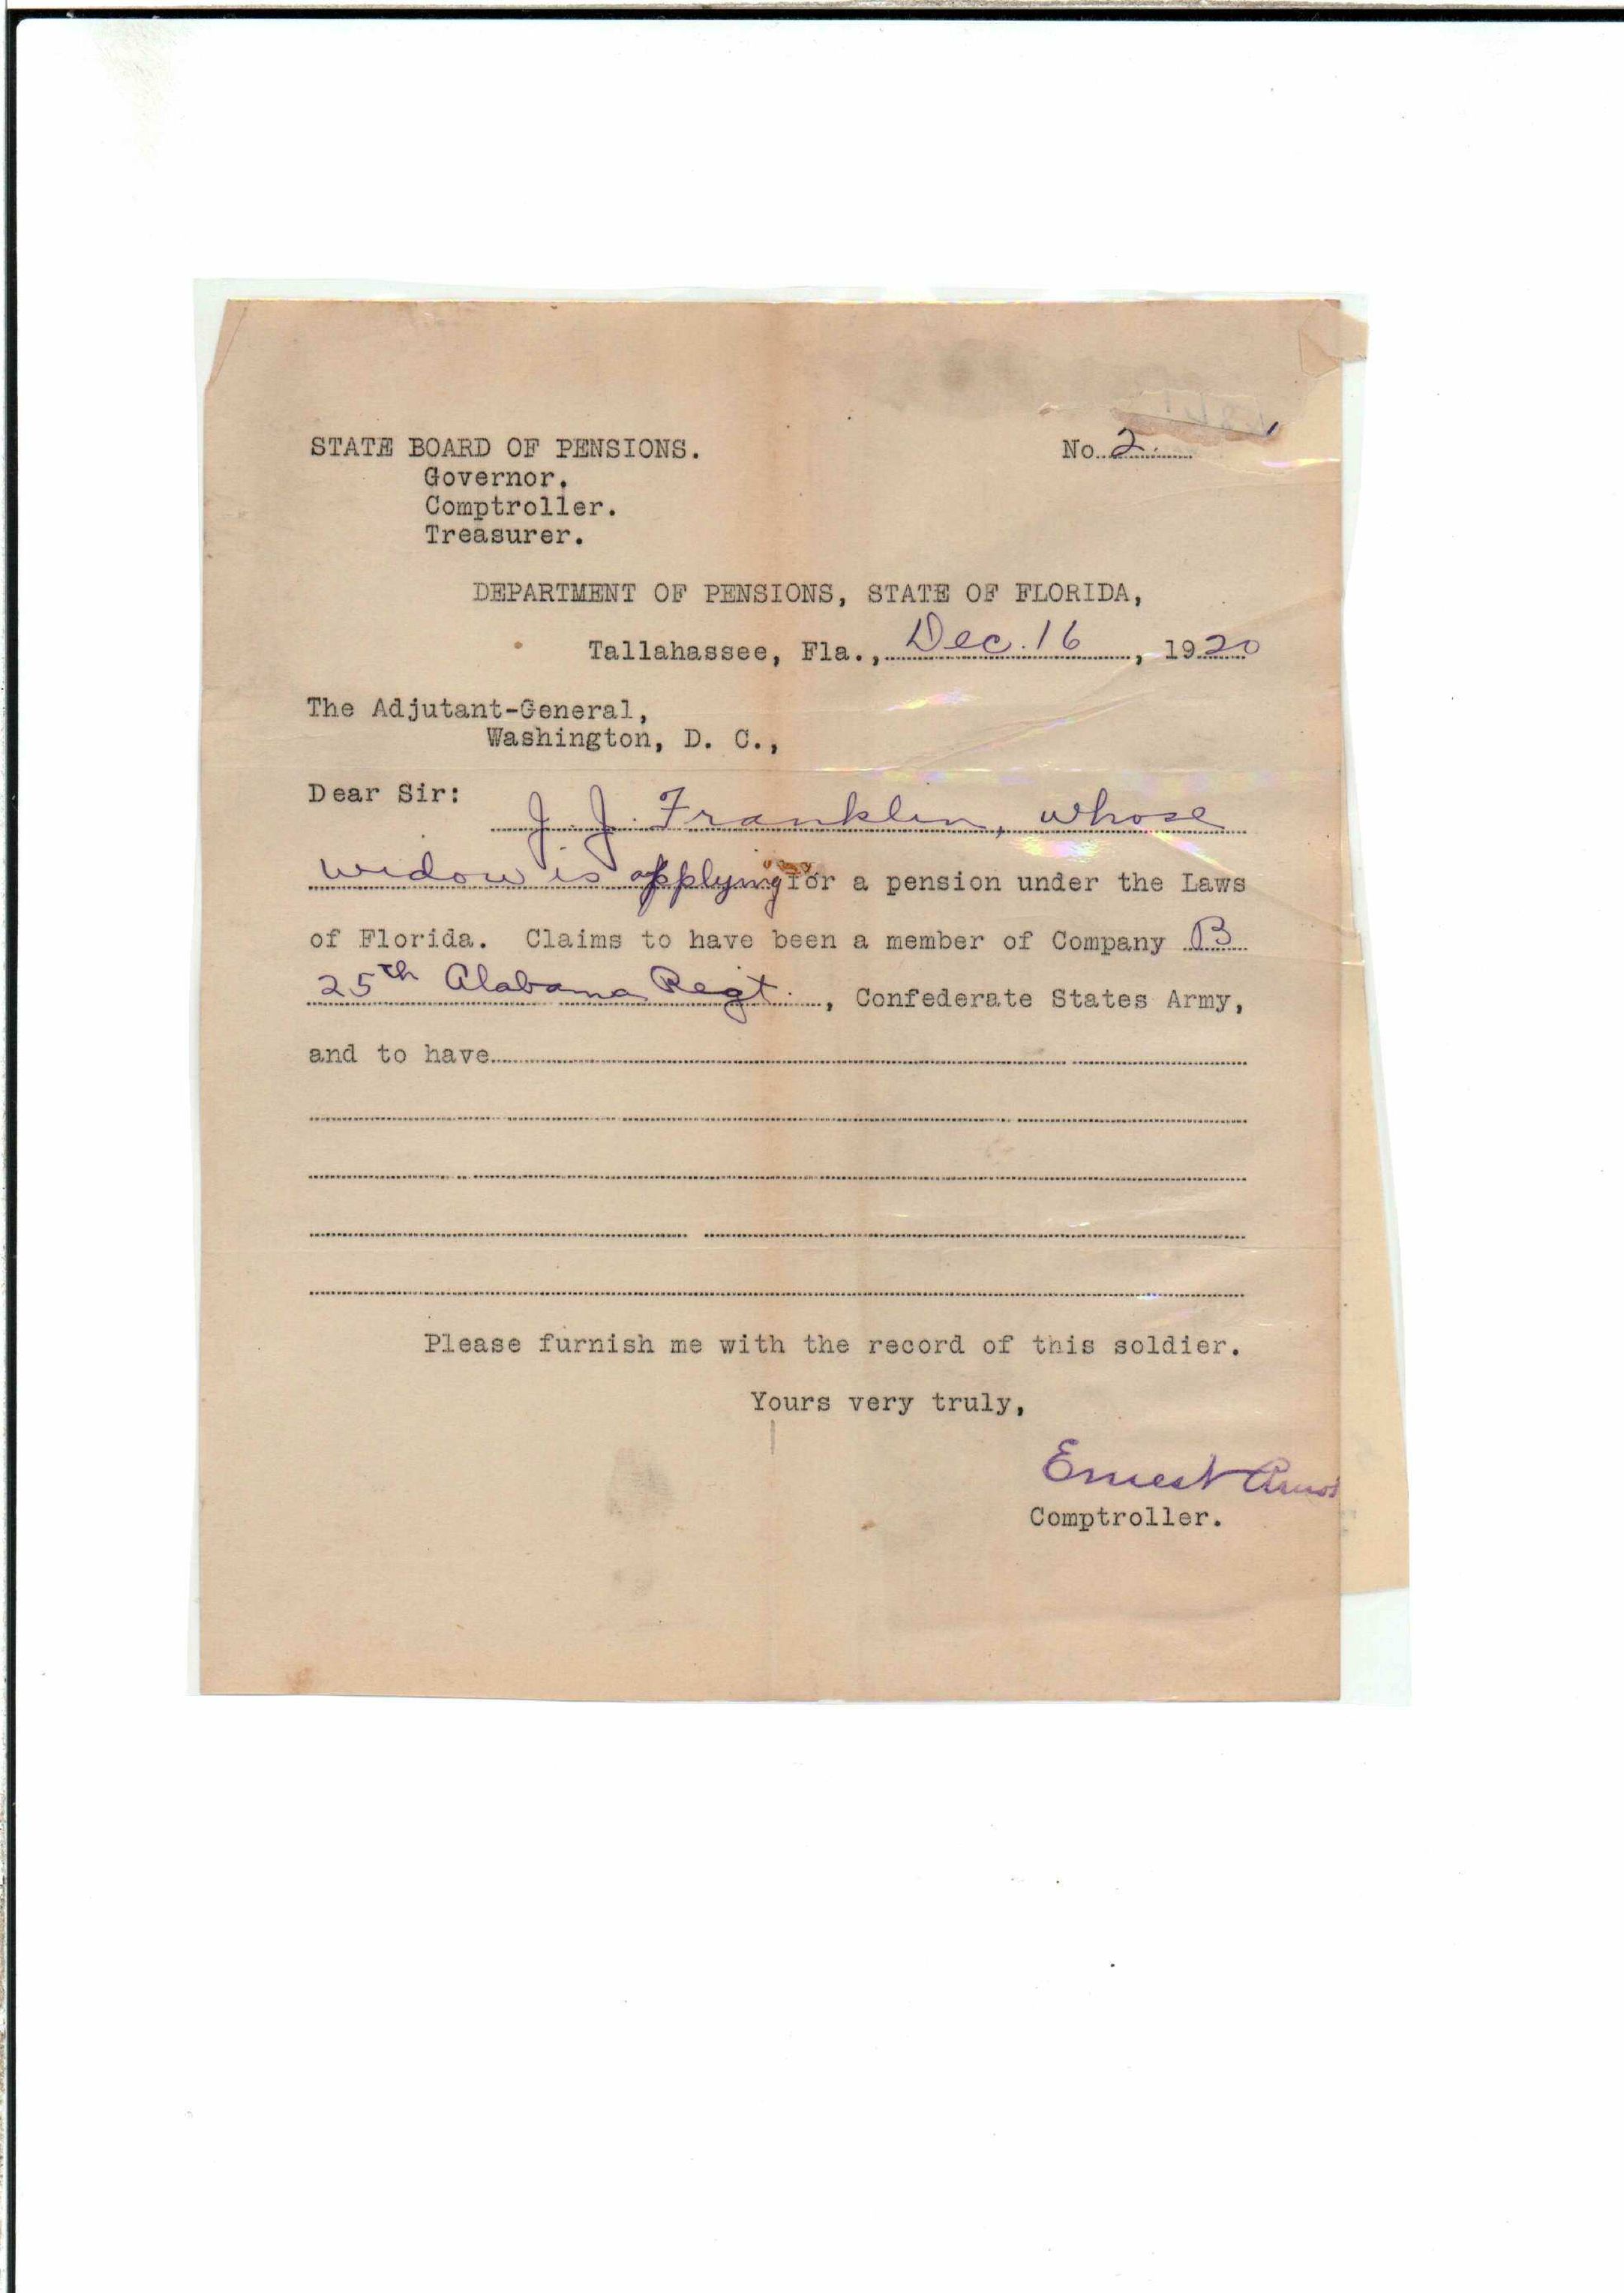 STATE BOARD OF PENSIONS. No. 2.
Governor.
Comptroller.
Treasurer.
DEPARTMENT OF PENSIONS, STATE OF FLORIDA,
Tallahassee, Fla., Dec. 16, 1920
The Adjutant-General,
Washington, D. C.,
Dear Sir:
J. J. Franklin, whose
widow is applying for a pension under the Laws
of Florida. Claims to have been a member of Company B
25th Alabama Regt., Confederate States Army,
and to have
Please furnish me with the record of this soldier.
Yours very truly,
Ernest Amos
Comptroller.